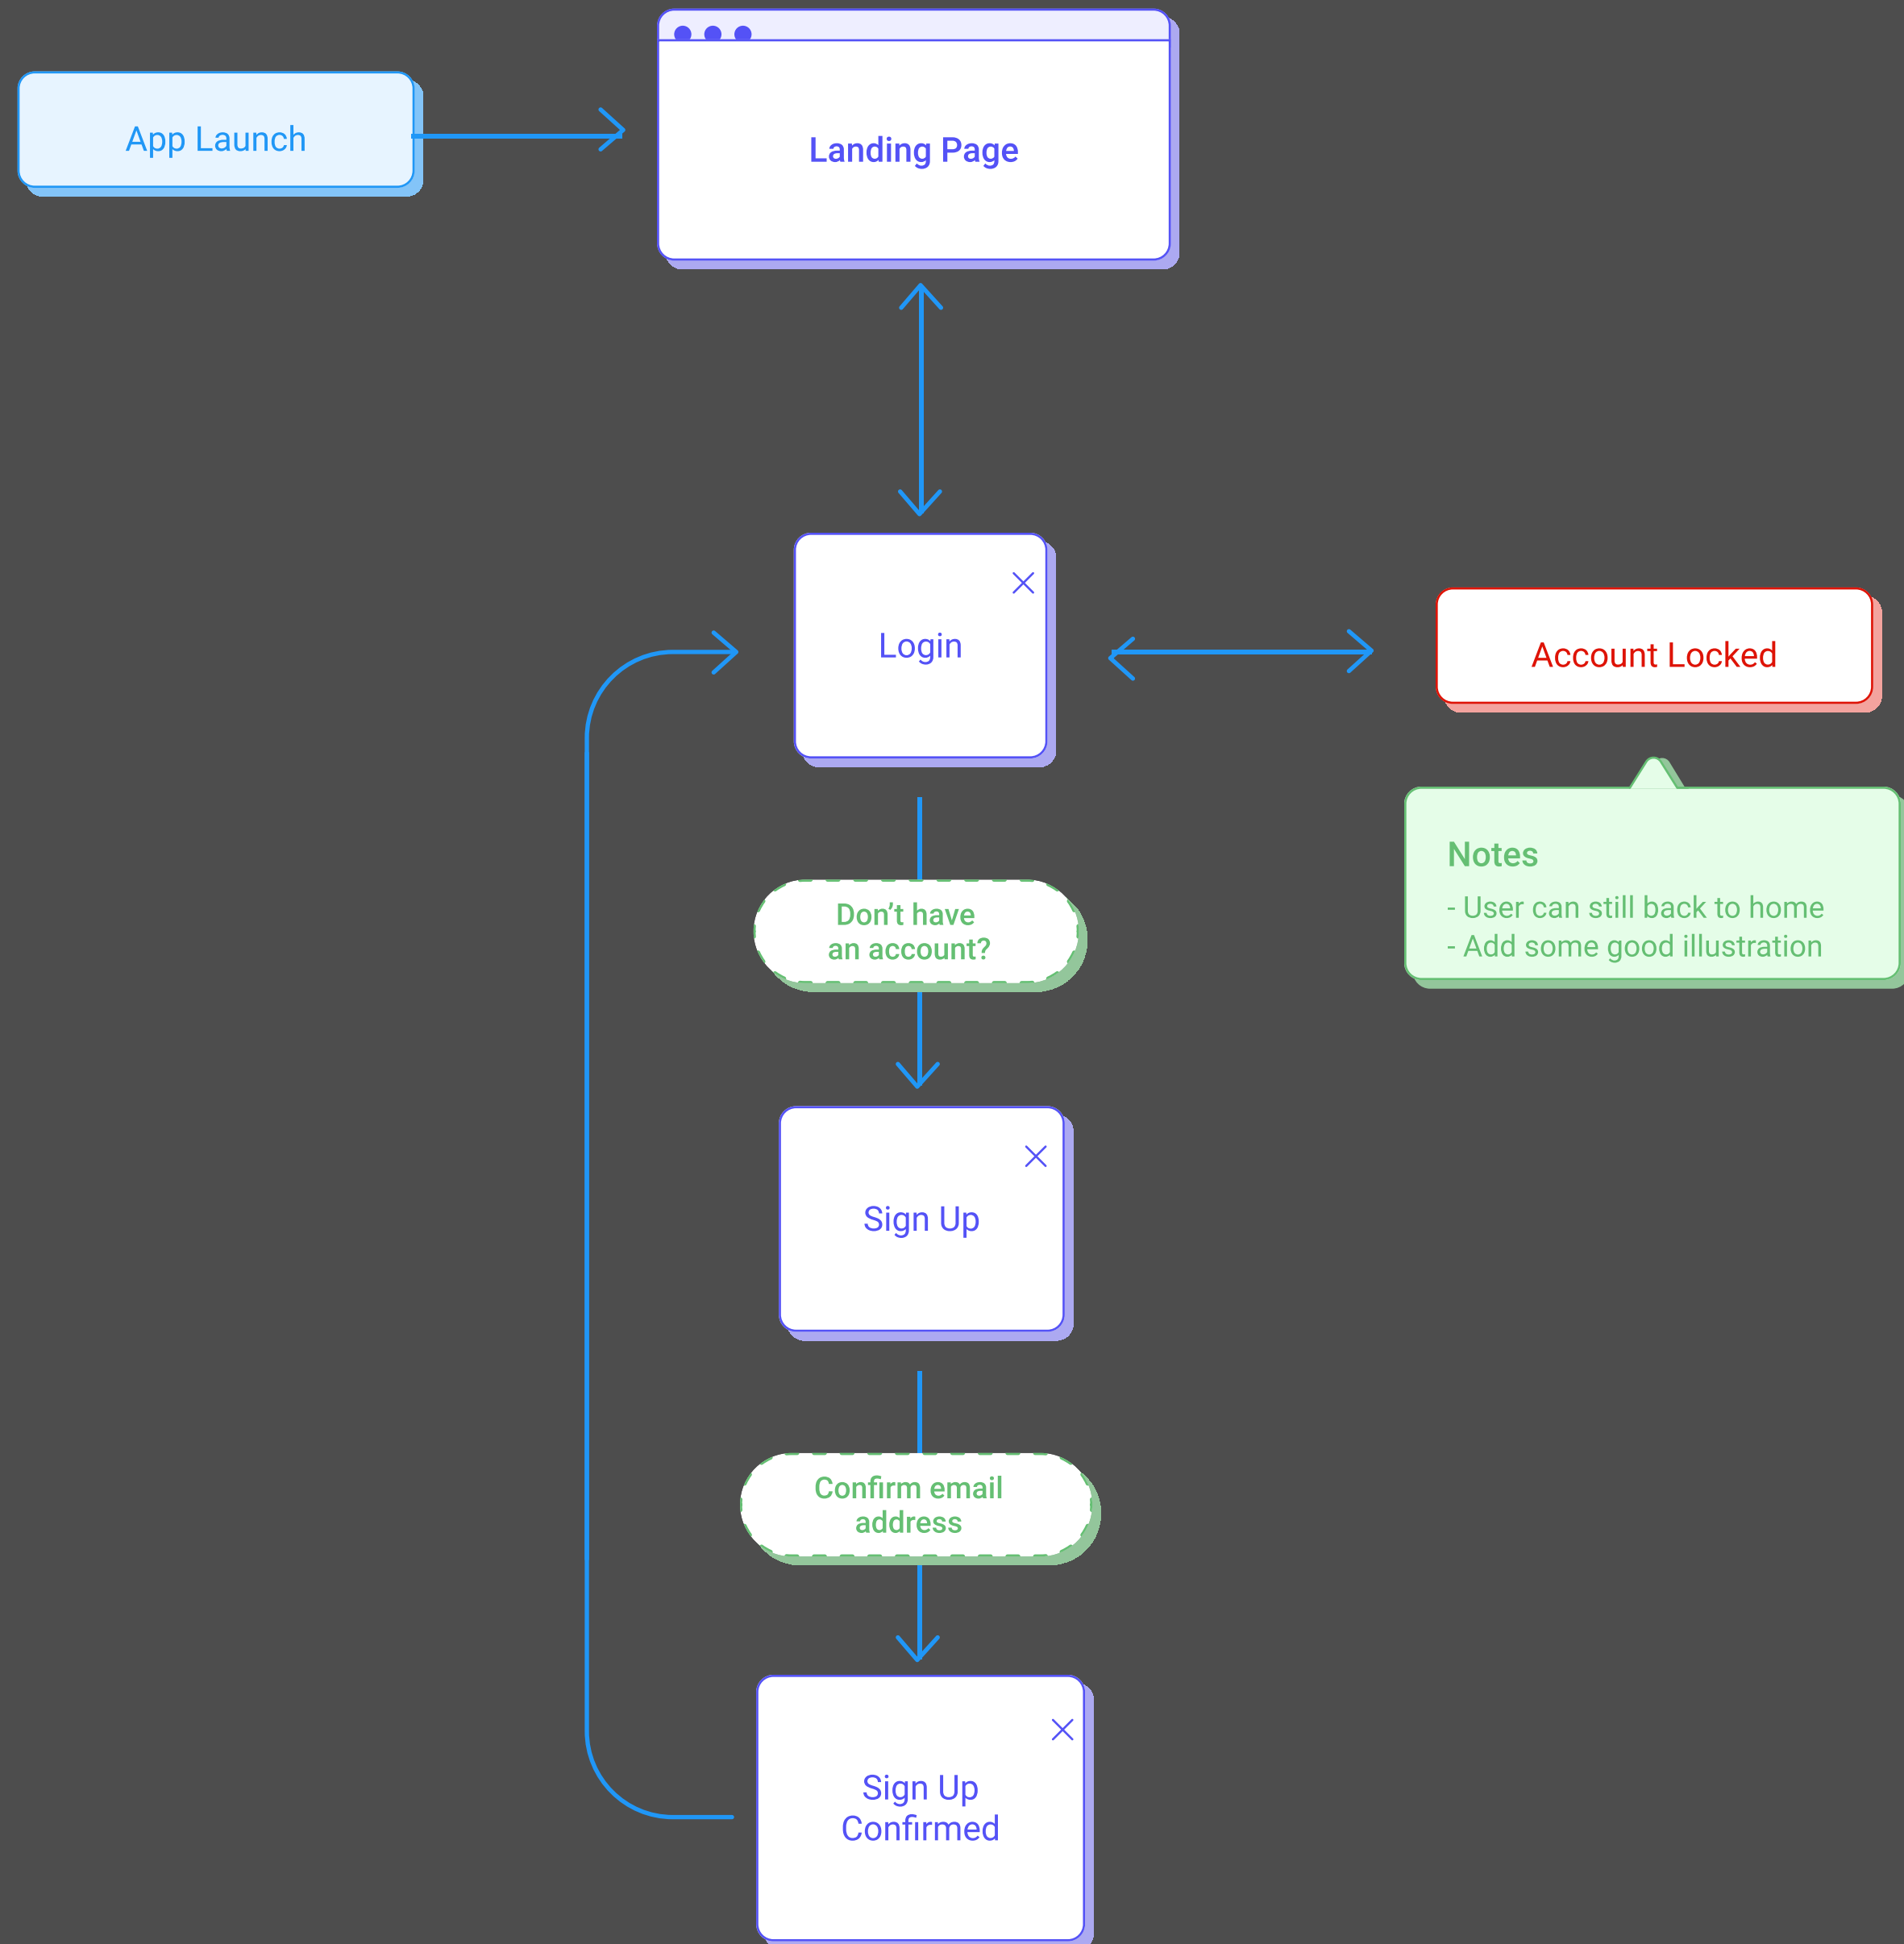 App Launch
Landing Page
Login
Account Locked
Notes
- User can still back to home
- Add some good illustration
Don’t have
an account?
Sign Up
Confirm email
address
Sign Up
Confirmed